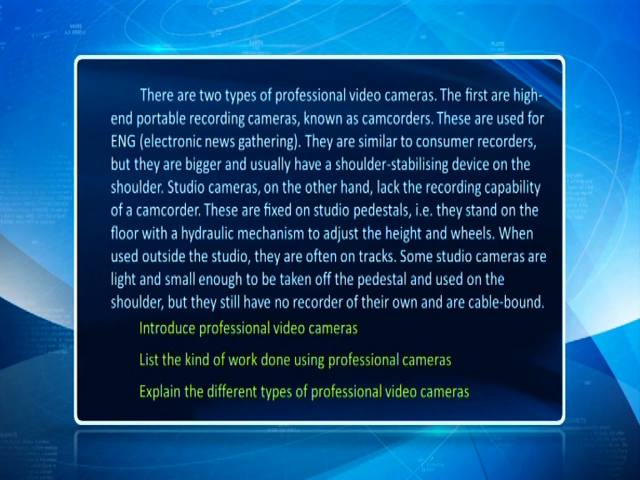 There are two types of professional video cameras. The first are high-
end portable recording cameras, known as camcorders. These are used for
ENG (electronic news gathering). They are similar to consumer recorders,
but they are bigger and usually have a shoulder-stabilising device on the
shoulder. Studio cameras, on the other hand, lack the recording capability
of a camcorder. These are fixed on studio pedestals, i.e. they stand on the
floor with a hydraulic mechanism to adjust the height and wheels. When
used outside the studio, they are often on tracks. Some studio cameras are
light and small enough to be taken off the pedestal and used on the
shoulder, but they still have no recorder of their own and are cable-bound.
Introduce professional video cameras
List the kind of work done using professional cameras
Explain the different types of professional video cameras